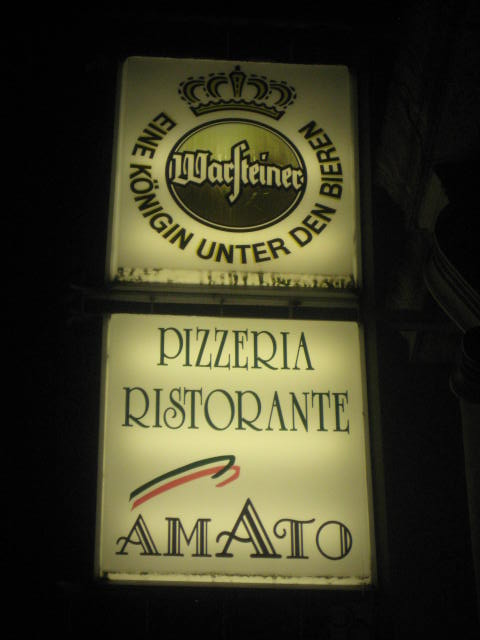 EINE KÖNIGIN UNTER DEN BIEREN
Warsteiner
PIZZERIA
RISTORANTE
AMATO